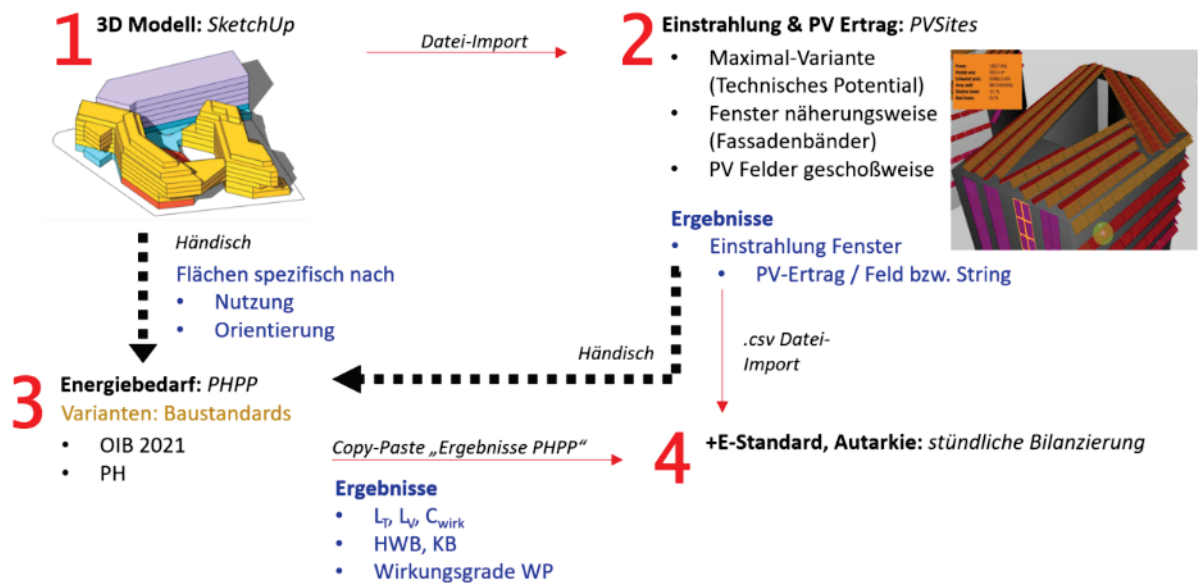 1 3D Modell: SketchUp
Datei-Import
2 Einstrahlung & PV Ertrag: PVSites
• Maximal-Variante
(Technisches Potential)
• Fenster näherungsweise
(Fassadenbänder)
• PV Felder geschoßweise
Ergebnisse
• Einstrahlung Fenster
• PV-Ertrag / Feld bzw. String
Händisch
Flächen spezifisch nach
• Nutzung
• Orientierung
Händisch
.csv Datei-
Import
3 Energiebedarf: PHPP
Varianten: Baustandards
• OIB 2021
• PH
Copy-Paste „Ergebnisse PHPP“
4 +E-Standard, Autarkie: stündliche Bilanzierung
Ergebnisse
• LT, LV, Cwirk
• HWB, KB
• Wirkungsgrade WP